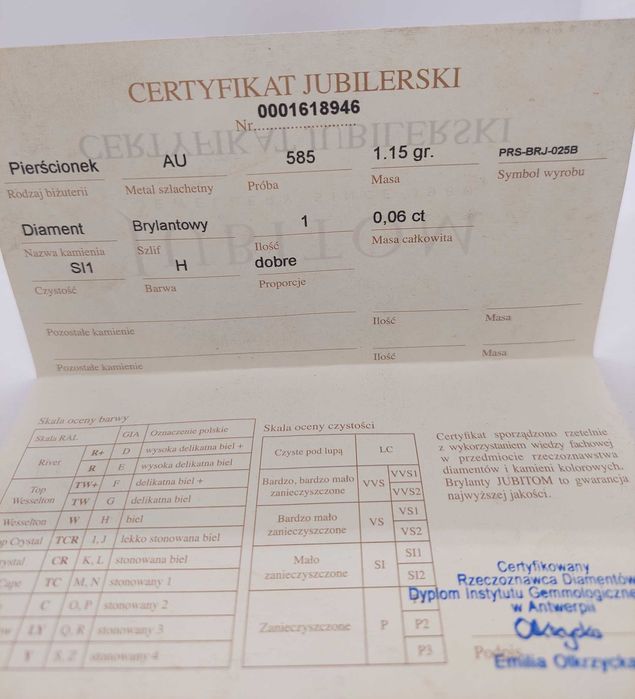 CERTYFIKAT JUBILERSKI
Nr. 0001618946
Pierścionek AU 585 1.15 gr. PRS-BRJ-025B
Rodzaj biżuterii Metal szlachetny Próba Masa Symbol wyrobu
Diament Brylantowy 1 0,06 ct
Nazwa kamienia Szlif Ilość Masa całkowita
SI1 H dobre
Czystość Barwa Proporcje
Pozostałe kamienie Ilość Masa
Pozostałe kamienie Ilość Masa
Skala oceny barwy
Skala RAL GIA Oznaczenie polskie
River R+ D wysoka delikatna biel +
R E wysoka delikatna biel
Top Wesselton TW+ F delikatna biel +
TW G delikatna biel
Wesselton W H biel
Crystal TCR I, J lekko stonowana biel
CR K, L stonowana biel
Cape TC M, N stonowany 1
C O, P stonowany 2
LY Q, R stonowany 3
Y S, Z stonowany 4
Skala oceny czystości
Czyste pod lupą LC
Bardzo, bardzo mało
zanieczyszczone VVS VVS1
VVS2
Bardzo mało
zanieczyszczone VS VS1
VS2
Mało
zanieczyszczone SI SI1
SI2
Zanieczyszczone P
P2
P3
Certyfikat sporządzono rzetelnie
z wykorzystaniem wiedzy fachowej
w przedmiocie rzeczoznawstwa
diamentów i kamieni kolorowych.
Brylanty JUBITOM to gwarancja
najwyższej jakości.
Certyfikowany
Rzeczoznawca Diamentów
Dyplom Instytutu Gemmologiczne
w Antwerpii
Podpis
Emilia Olkrzycka